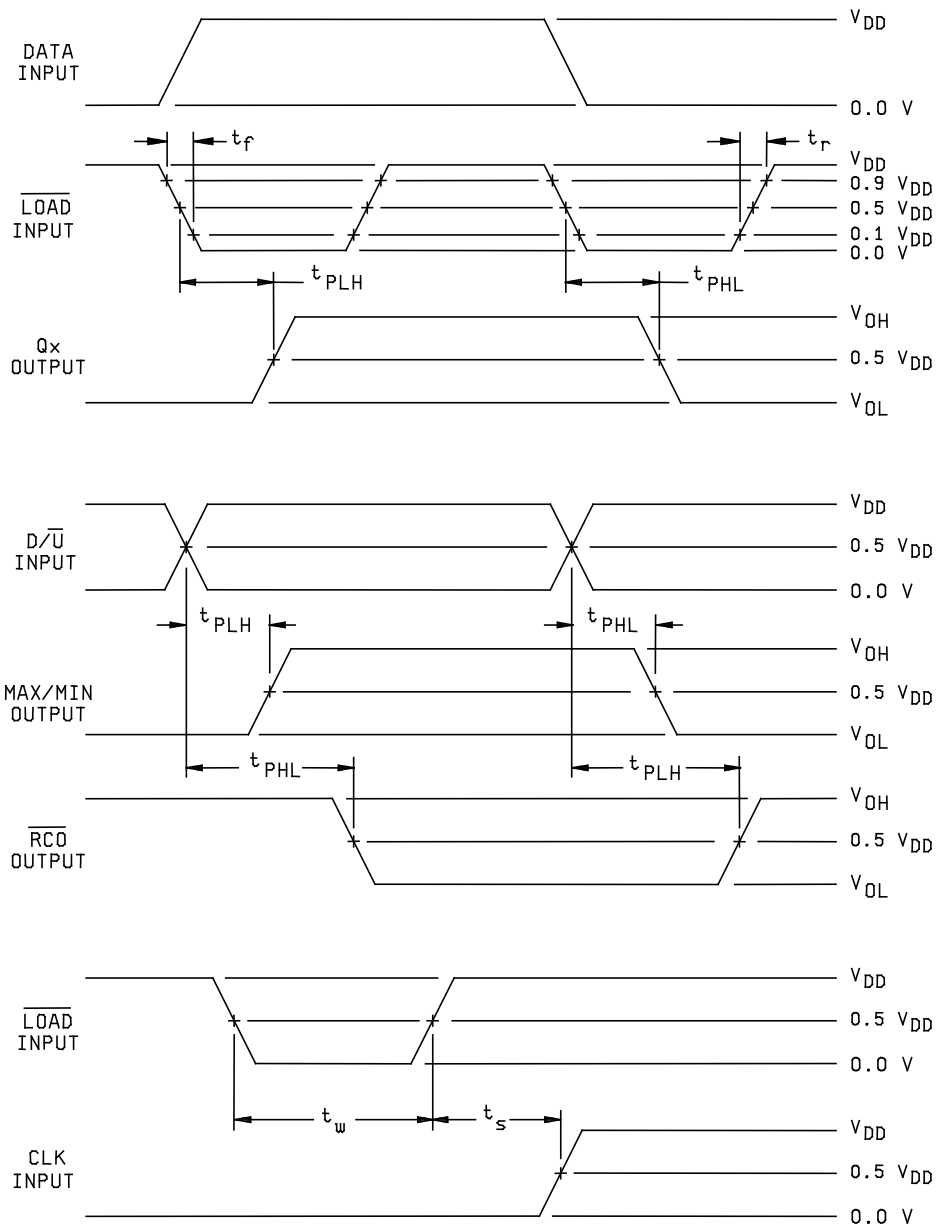 V_DD
DATA
INPUT
0.0 V
t_f
t_r
V_DD
0.9 V_DD
L̅O̅A̅D̅
INPUT
0.5 V_DD
0.1 V_DD
0.0 V
t_PLH
t_PHL
V_OH
Qx
OUTPUT
0.5 V_DD
V_OL
V_DD
D/U̅
INPUT
0.5 V_DD
0.0 V
t_PLH
t_PHL
V_OH
MAX/MIN
OUTPUT
0.5 V_DD
V_OL
t_PHL
t_PLH
V_OH
R̅C̅O̅
OUTPUT
0.5 V_DD
V_OL
V_DD
L̅O̅A̅D̅
INPUT
0.5 V_DD
0.0 V
t_w
t_s
V_DD
CLK
INPUT
0.5 V_DD
0.0 V